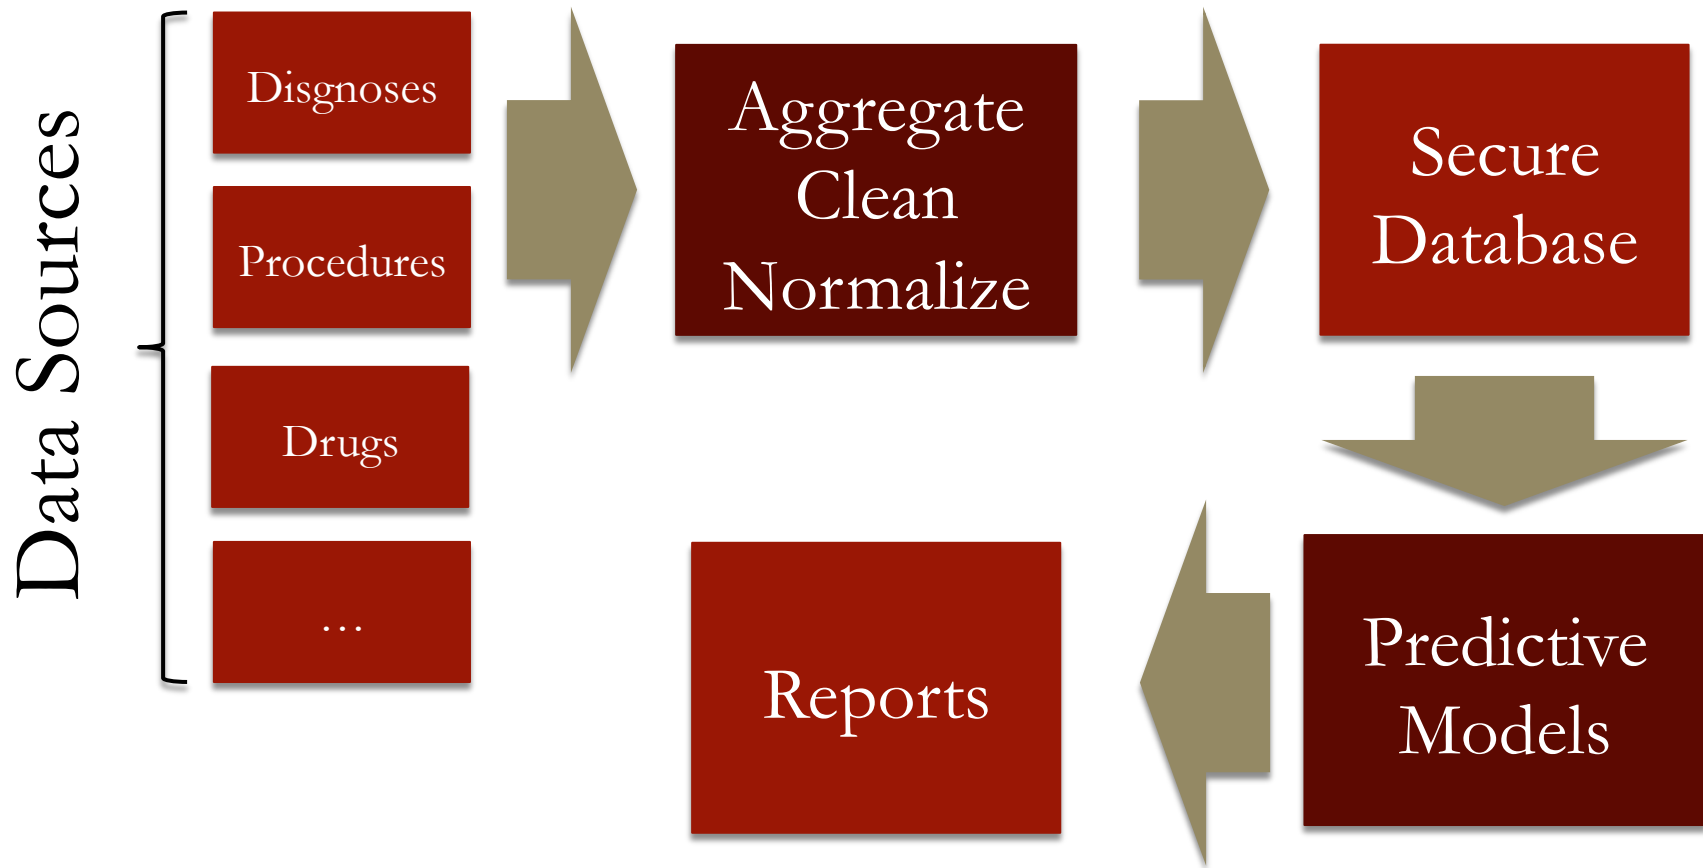 Data Sources
Disgnoses
Procedures
Drugs
…
Aggregate
Clean
Normalize
Secure
Database
Predictive
Models
Reports